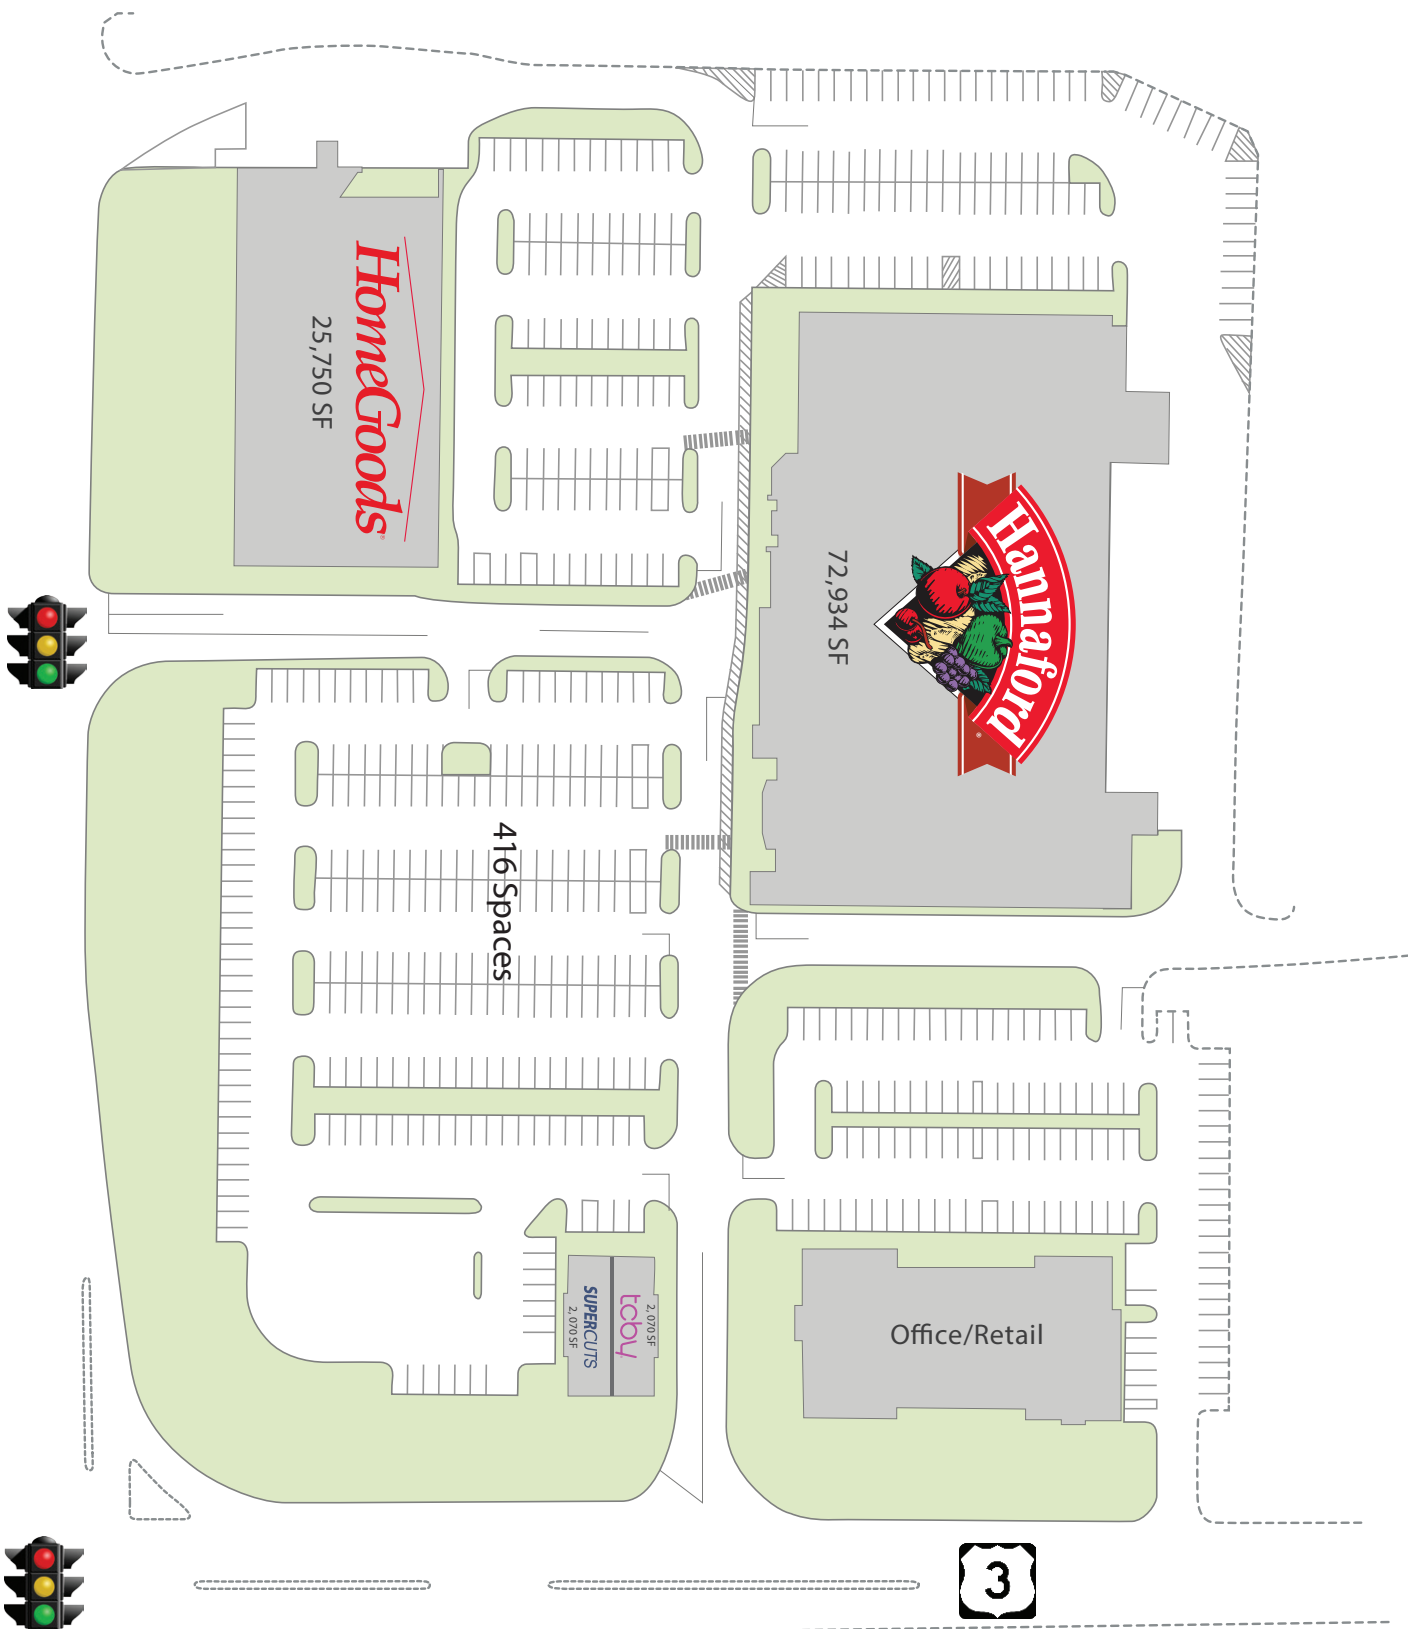 HomeGoods
25,750 SF
Hannaford
72,934 SF
416 Spaces
tcby
2, 070 SF
SUPERCUTS
2, 070 SF
Office/Retail
3